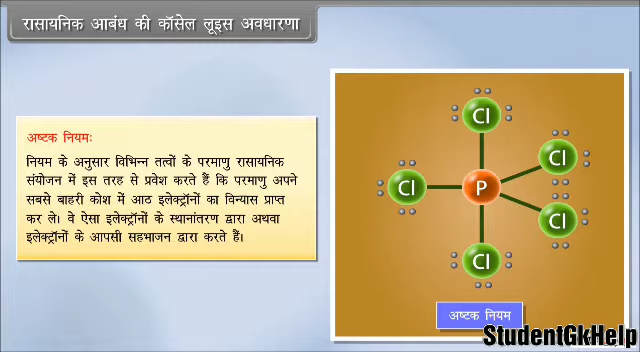 रासायनिक आबंध की कॉसेल लूइस अवधारणा
अष्टक नियमः
नियम के अनुसार विभिन्न तत्वों के परमाणु रासायनिक
संयोजन में इस तरह से प्रवेश करते हैं कि परमाणु अपने
सबसे बाहरी कोश में आठ इलेक्ट्रॉनों का विन्यास प्राप्त
कर ले। वे ऐसा इलेक्ट्रॉनों के स्थानांतरण द्वारा अथवा
इलेक्ट्रॉनों के आपसी सहभाजन द्वारा करते हैं।
Cl
Cl
Cl
P
Cl
Cl
अष्टक नियम
StudentGkHelp